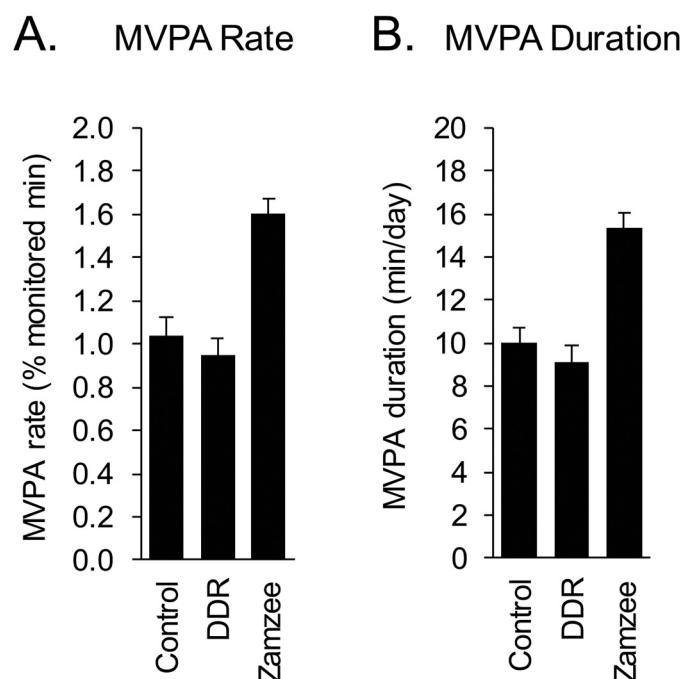 A. MVPA Rate
MVPA rate (% monitored min)
2.0
1.8
1.6
1.4
1.2
1.0
0.8
0.6
0.4
0.2
0.0
Control
DDR
Zamzee
B. MVPA Duration
MVPA duration (min/day)
20
18
16
14
12
10
8
6
4
2
0
Control
DDR
Zamzee